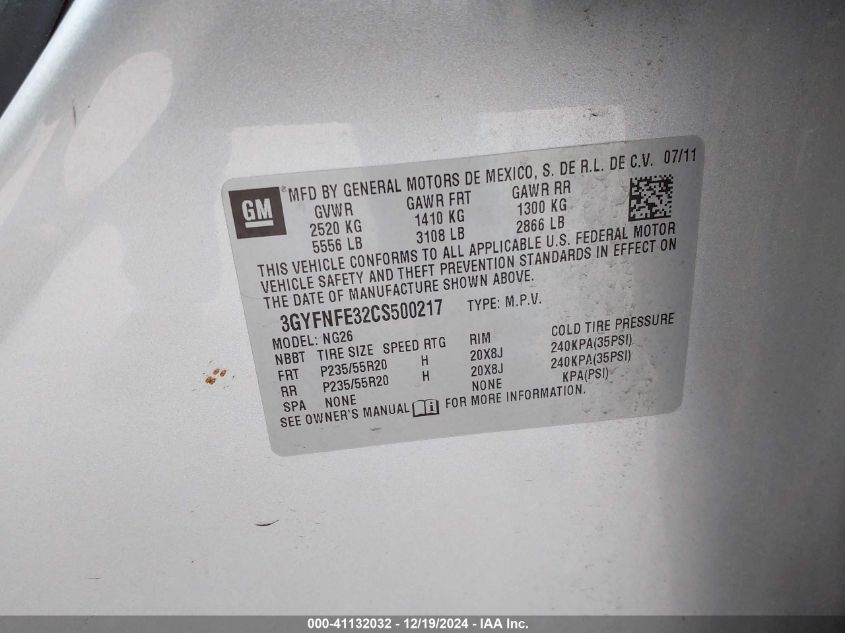 GM
® MFD BY GENERAL MOTORS DE MEXICO, S. DE R.L. DE C.V. 07/11
GVWR GAWR FRT GAWR RR
2520 KG 1410 KG 1300 KG
5556 LB 3108 LB 2866 LB
THIS VEHICLE CONFORMS TO ALL APPLICABLE U.S. FEDERAL MOTOR
VEHICLE SAFETY AND THEFT PREVENTION STANDARDS IN EFFECT ON
THE DATE OF MANUFACTURE SHOWN ABOVE.
3GYFNFE32CS500217 TYPE: M.P.V.
MODEL: NG26
NBBT TIRE SIZE SPEED RTG RIM COLD TIRE PRESSURE
FRT P235/55R20 H 20X8J 240KPA(35PSI)
RR P235/55R20 H 20X8J 240KPA(35PSI)
SPA NONE NONE KPA(PSI)
SEE OWNER'S MANUAL FOR MORE INFORMATION.
000-41132032 - 12/19/2024 - IAA Inc.